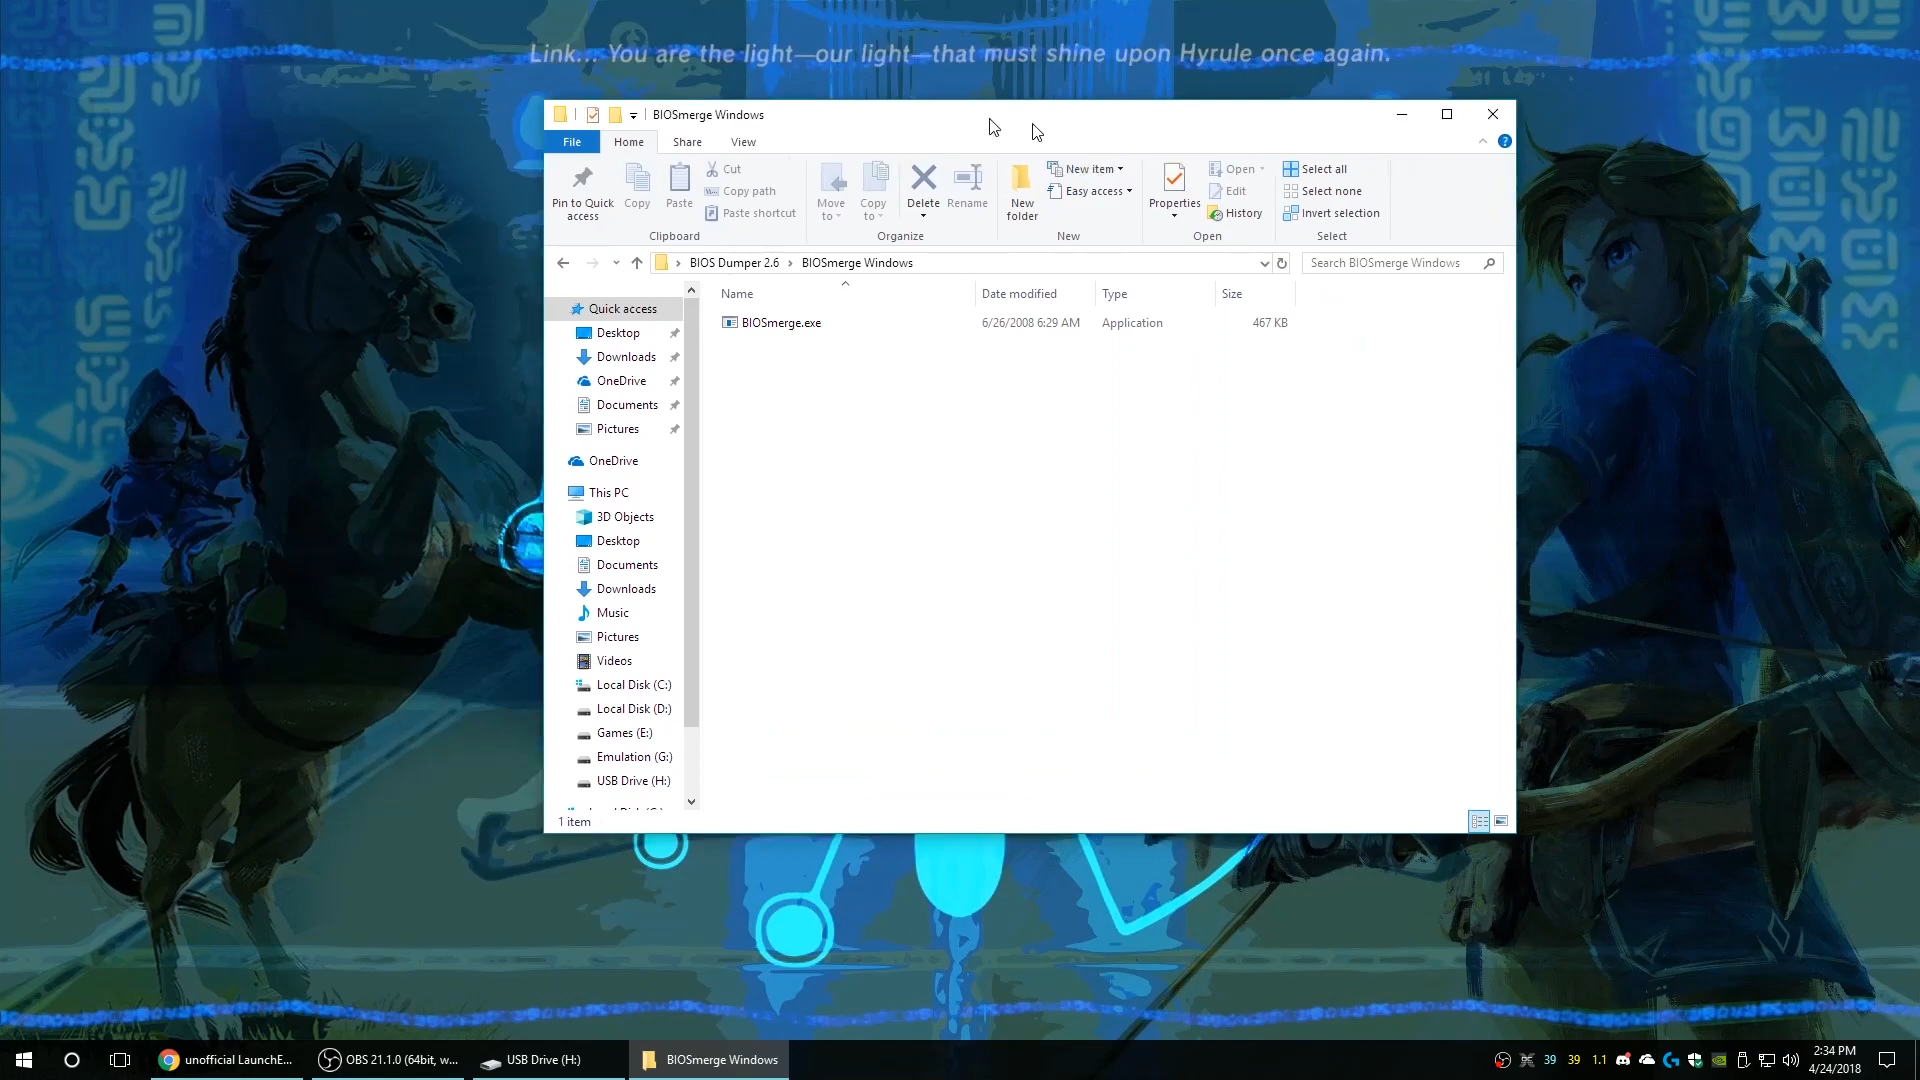 Link... You are the light—our light—that must shine upon Hyrule once again.
BIOSmerge Windows
File Home Share View
Pin to Quick access
Copy
Paste
Cut
Copy path
Paste shortcut
Clipboard
Move to
Copy to
Delete
Rename
Organize
New folder
New item
Easy access
New
Properties
Open
Edit
History
Open
Select all
Select none
Invert selection
Select
BIOS Dumper 2.6 › BIOSmerge Windows
Search BIOSmerge Windows
Name Date modified Type Size
BIOSmerge.exe 6/26/2008 6:29 AM Application 467 KB
Quick access
Desktop
Downloads
OneDrive
Documents
Pictures
OneDrive
This PC
3D Objects
Desktop
Documents
Downloads
Music
Pictures
Videos
Local Disk (C:)
Local Disk (D:)
Games (E:)
Emulation (G:)
USB Drive (H:)
1 item
unofficial LaunchE...
OBS 21.1.0 (64bit, w...
USB Drive (H:)
BIOSmerge Windows
39 39 1.1
2:34 PM
4/24/2018